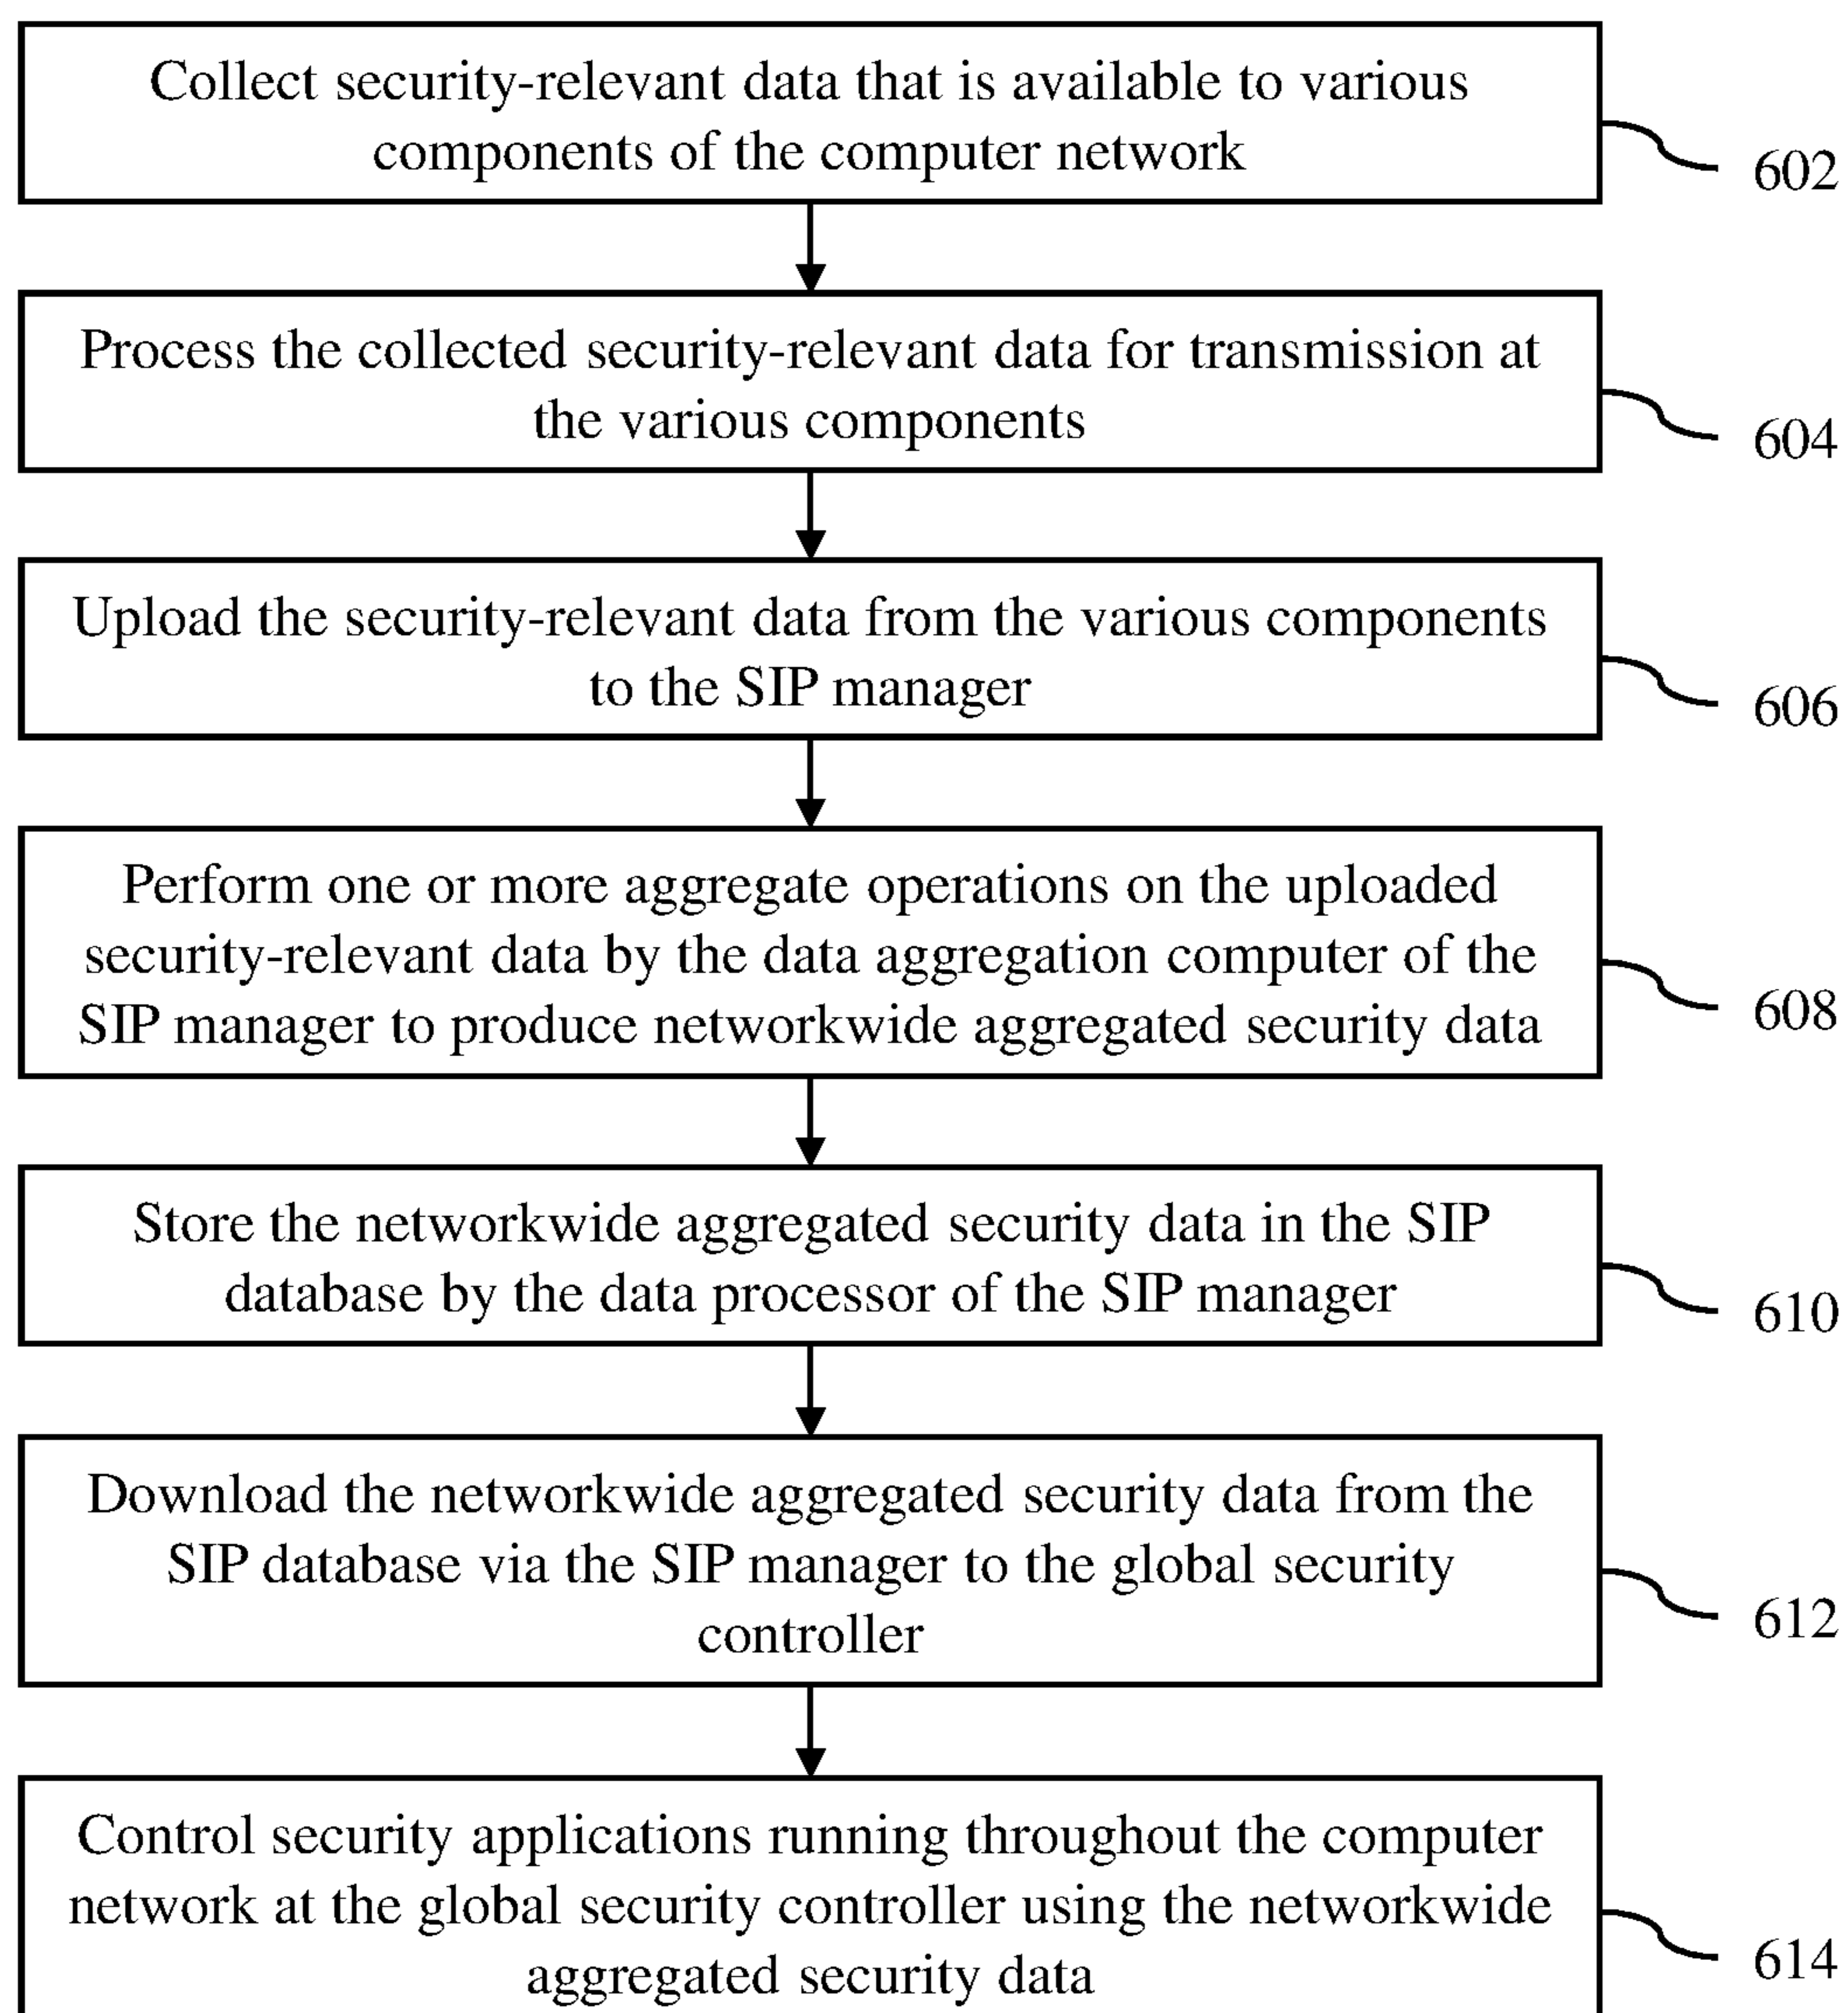 Collect security-relevant data that is available to various
components of the computer network
602
Process the collected security-relevant data for transmission at
the various components
604
Upload the security-relevant data from the various components
to the SIP manager
606
Perform one or more aggregate operations on the uploaded
security-relevant data by the data aggregation computer of the
SIP manager to produce networkwide aggregated security data
608
Store the networkwide aggregated security data in the SIP
database by the data processor of the SIP manager
610
Download the networkwide aggregated security data from the
SIP database via the SIP manager to the global security
controller
612
Control security applications running throughout the computer
network at the global security controller using the networkwide
aggregated security data
614